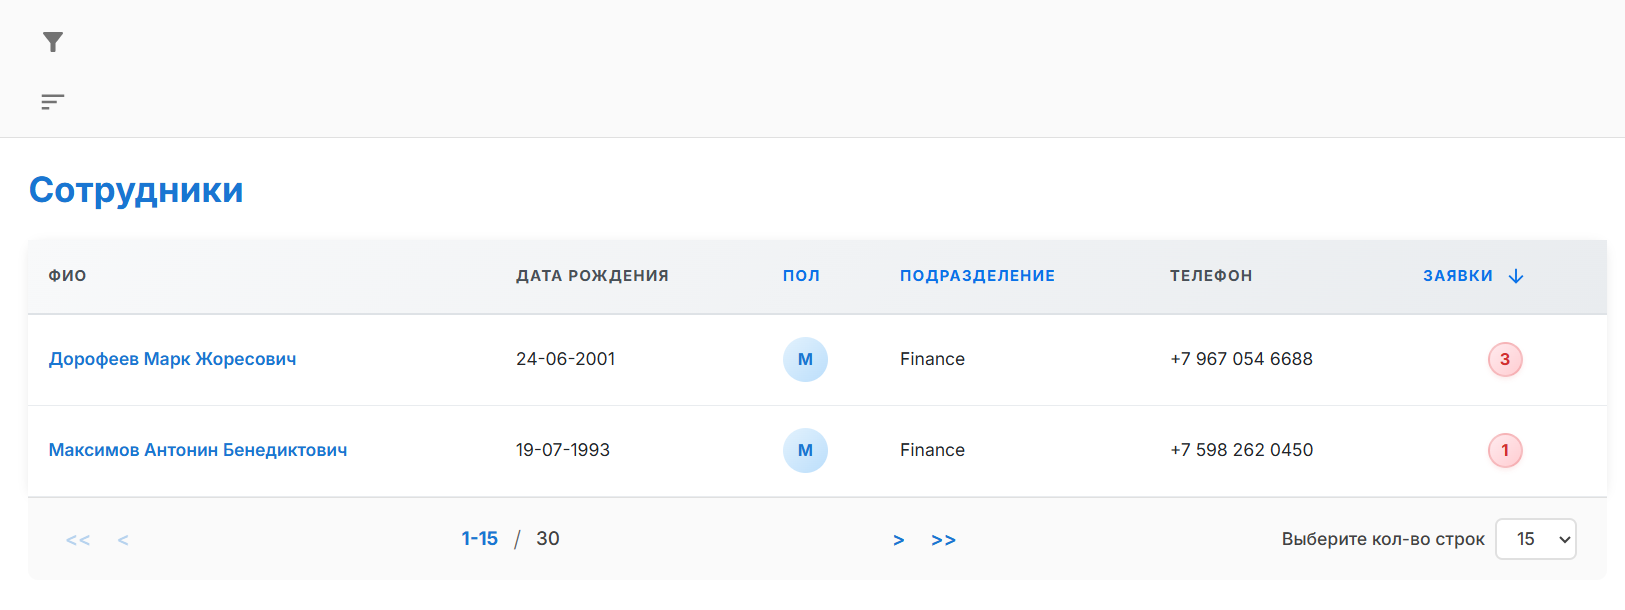 Сотрудники
ФИО ДАТА РОЖДЕНИЯ ПОЛ ПОДРАЗДЕЛЕНИЕ ТЕЛЕФОН ЗАЯВКИ ↓
Дорофеев Марк Жоресович 24-06-2001 М Finance +7 967 054 6688 3
Максимов Антонин Бенедиктович 19-07-1993 М Finance +7 598 262 0450 1
<< < 1-15 / 30 > >> Выберите кол-во строк 15